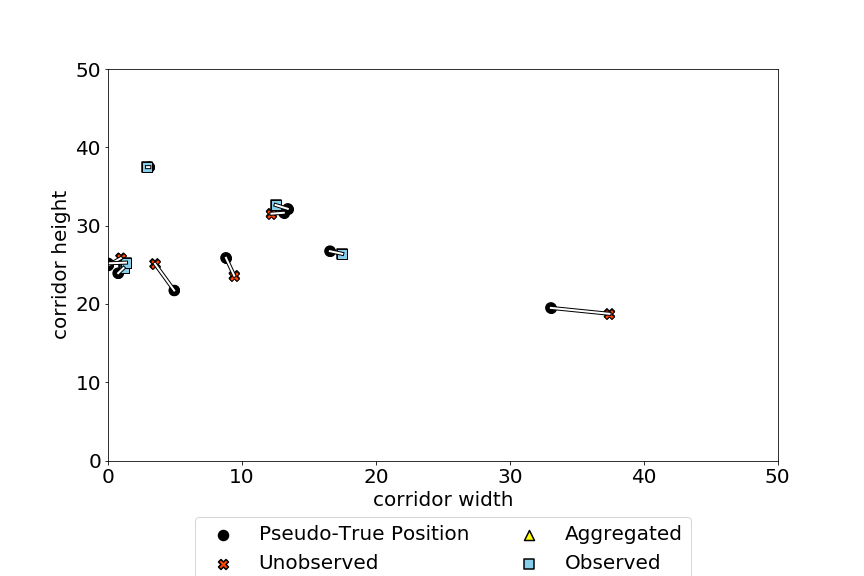 50
40
30
20
10
0
corridor height
0 10 20 30 40 50
corridor width
Pseudo-True Position Aggregated
Unobserved Observed